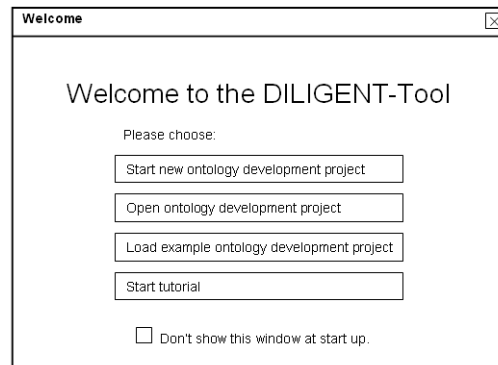 Welcome
Welcome to the DILIGENT-Tool
Please choose:
Start new ontology development project
Open ontology development project
Load example ontology development project
Start tutorial
Don't show this window at start up.